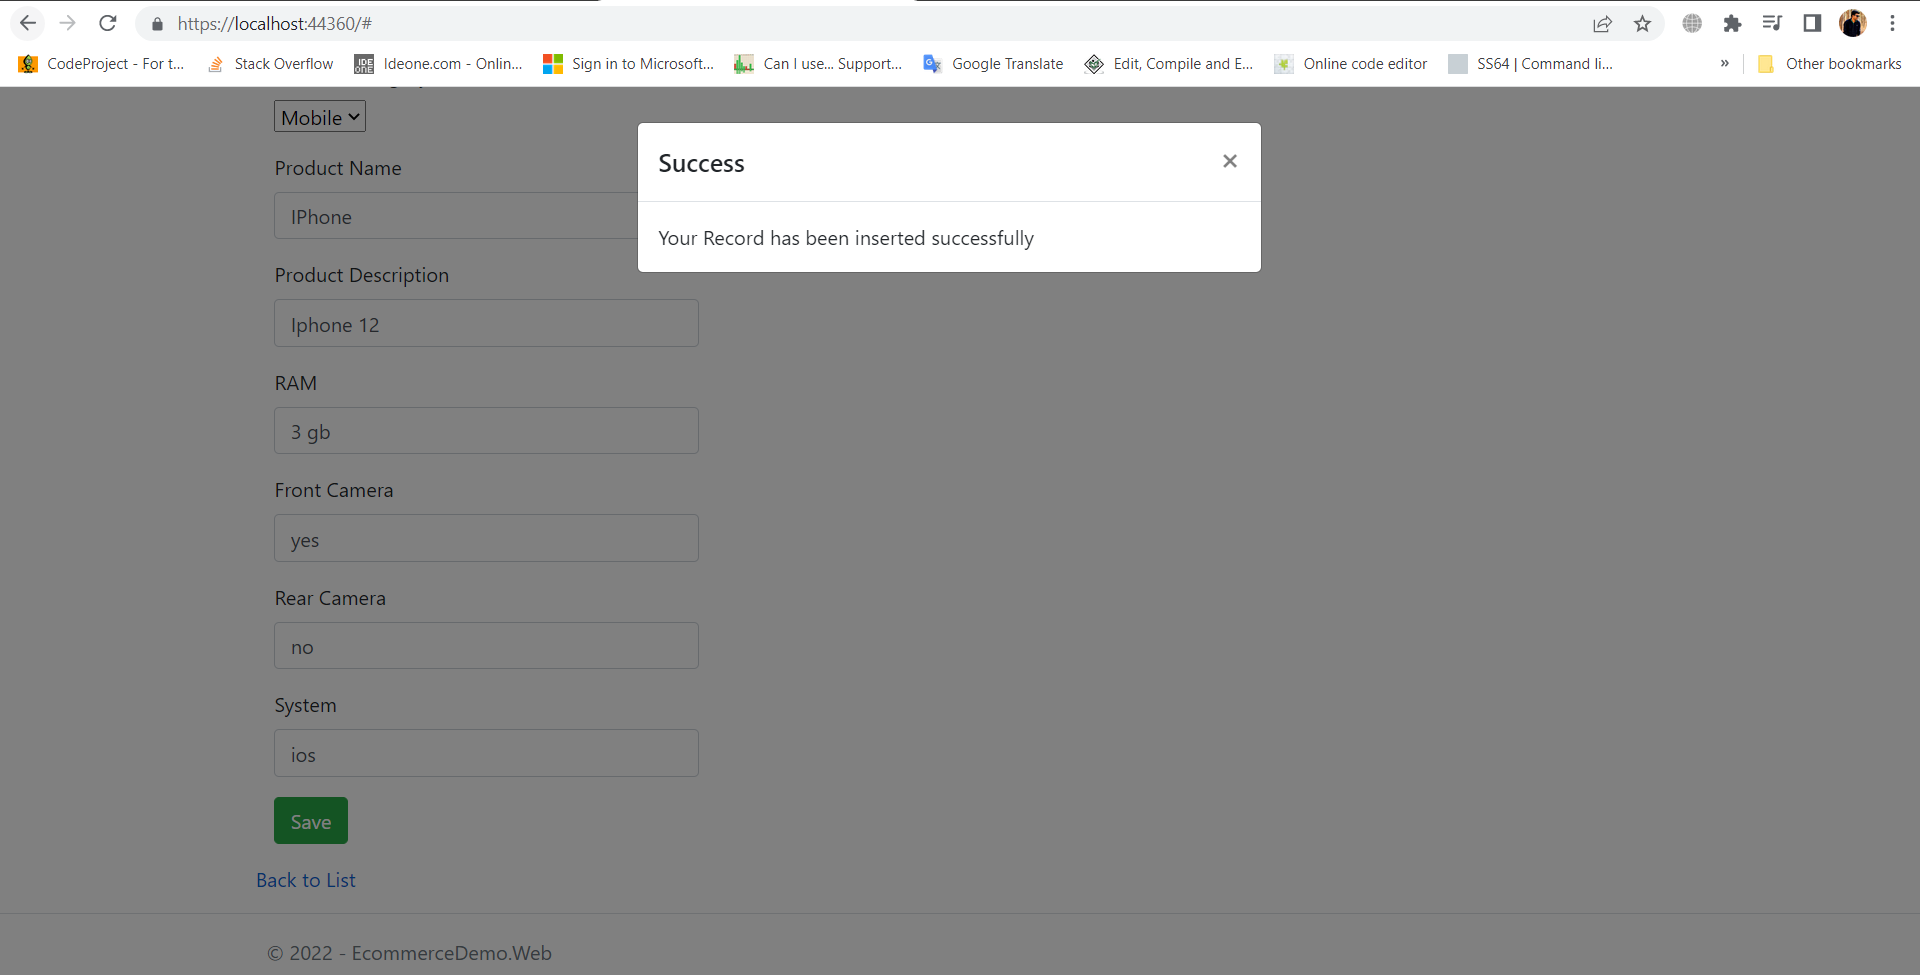 https://localhost:44360/#
CodeProject - For t... Stack Overflow Ideone.com - Onlin... Sign in to Microsoft... Can I use... Support... Google Translate Edit, Compile and E... Online code editor SS64 | Command li... » Other bookmarks
Mobile
Success ×
Product Name
IPhone
Your Record has been inserted successfully
Product Description
Iphone 12
RAM
3 gb
Front Camera
yes
Rear Camera
no
System
ios
Save
Back to List
© 2022 - EcommerceDemo.Web